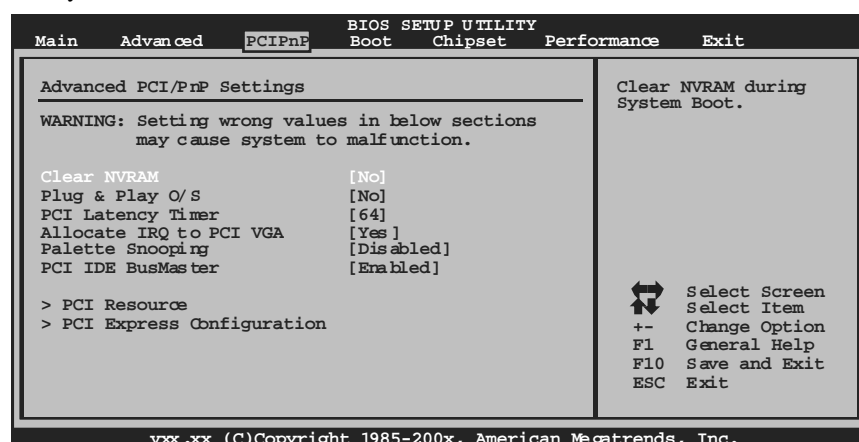 BIOS SETUP UTILITY
Main Advanced PCIPnP Boot Chipset Performance Exit
Advanced PCI/PnP Settings
WARNING: Setting wrong values in below sections
may cause system to malfunction.
Clear NVRAM [No]
Plug & Play O/S [No]
PCI Latency Timer [64]
Allocate IRQ to PCI VGA [Yes]
Palette Snooping [Disabled]
PCI IDE BusMaster [Enabled]
> PCI Resource
> PCI Express Configuration
Clear NVRAM during
System Boot.
Select Screen
Select Item
+- Change Option
F1 General Help
F10 Save and Exit
ESC Exit
vxx.xx (C)Copyright 1985-200x, American Megatrends, Inc.